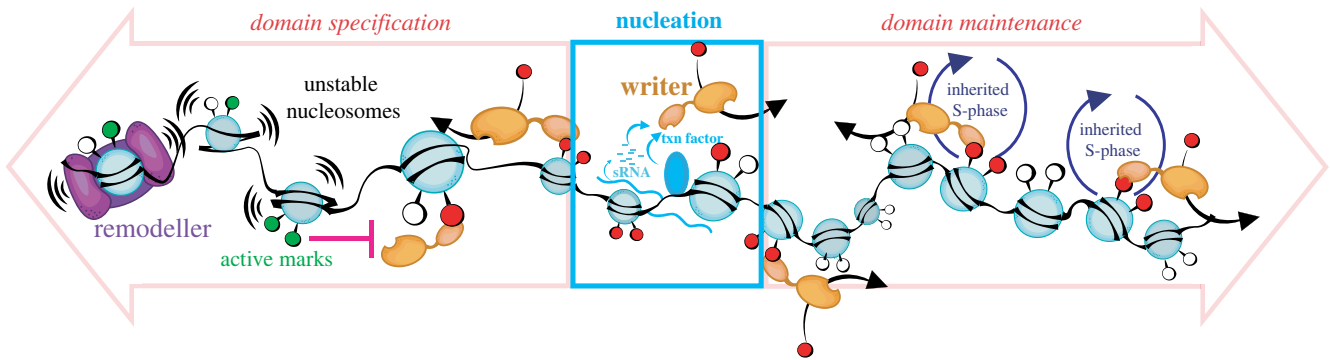 domain specification
nucleation
domain maintenance
unstable
nucleosomes
writer
txn factor
sRNA
inherited
S-phase
inherited
S-phase
remodeller
active marks